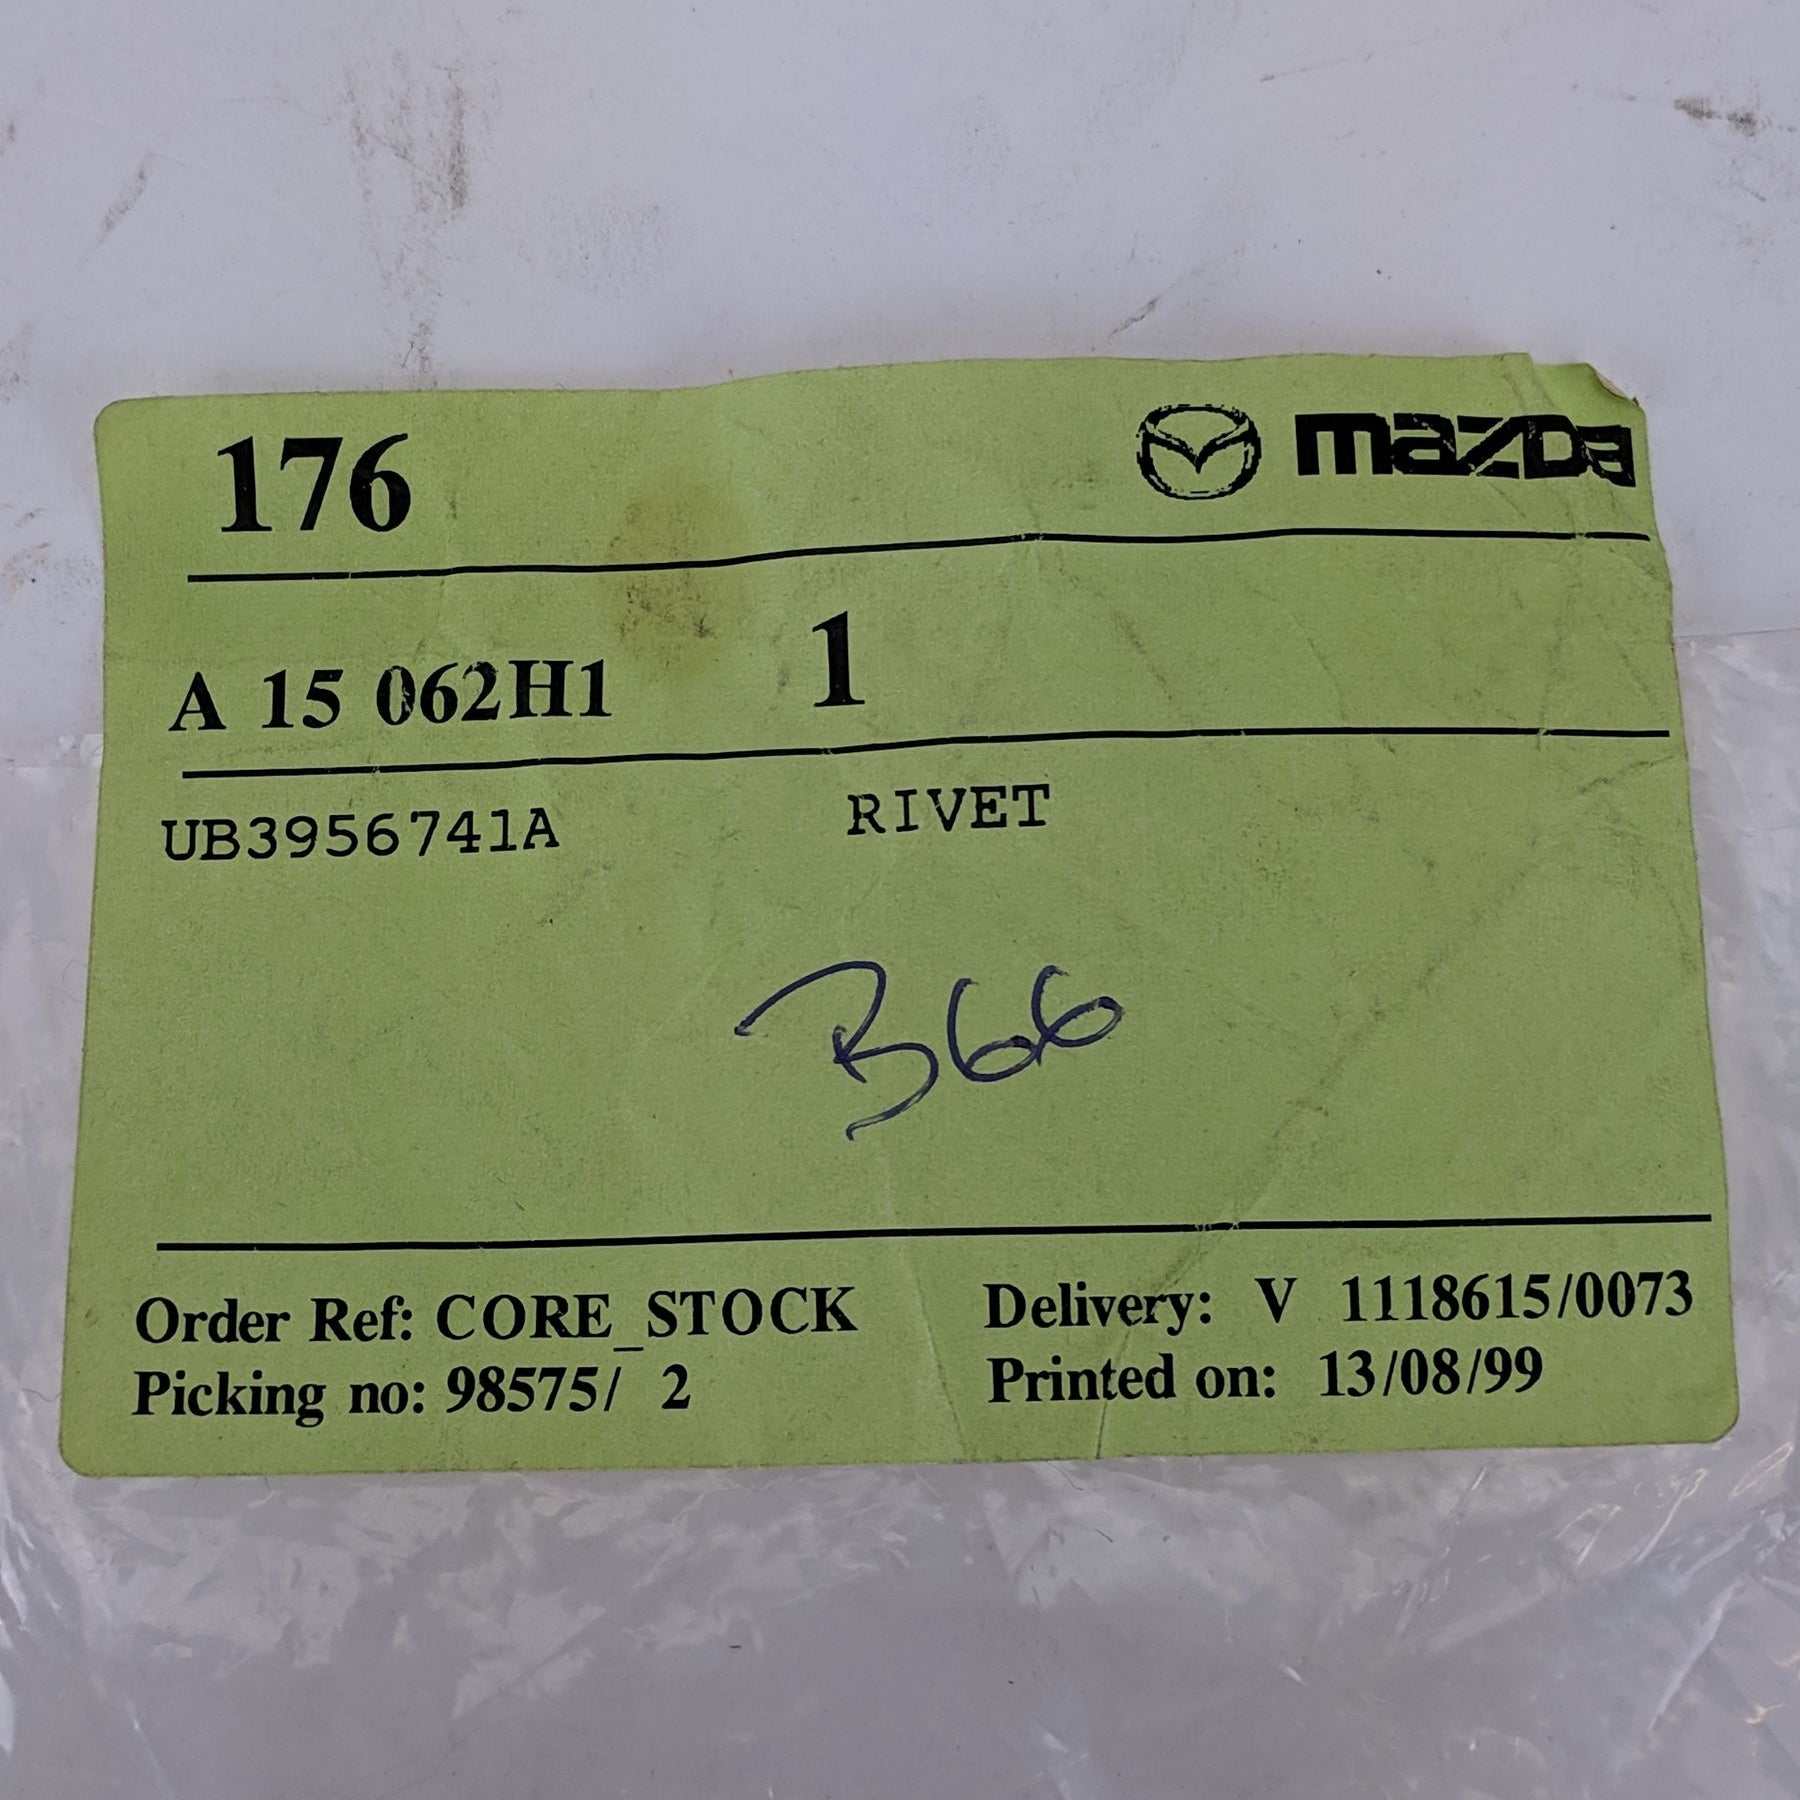 176 mazda
A 15 062H1 1
UB3956741A RIVET
B66
Order Ref: CORE_STOCK Delivery: V 1118615/0073
Picking no: 98575/ 2 Printed on: 13/08/99